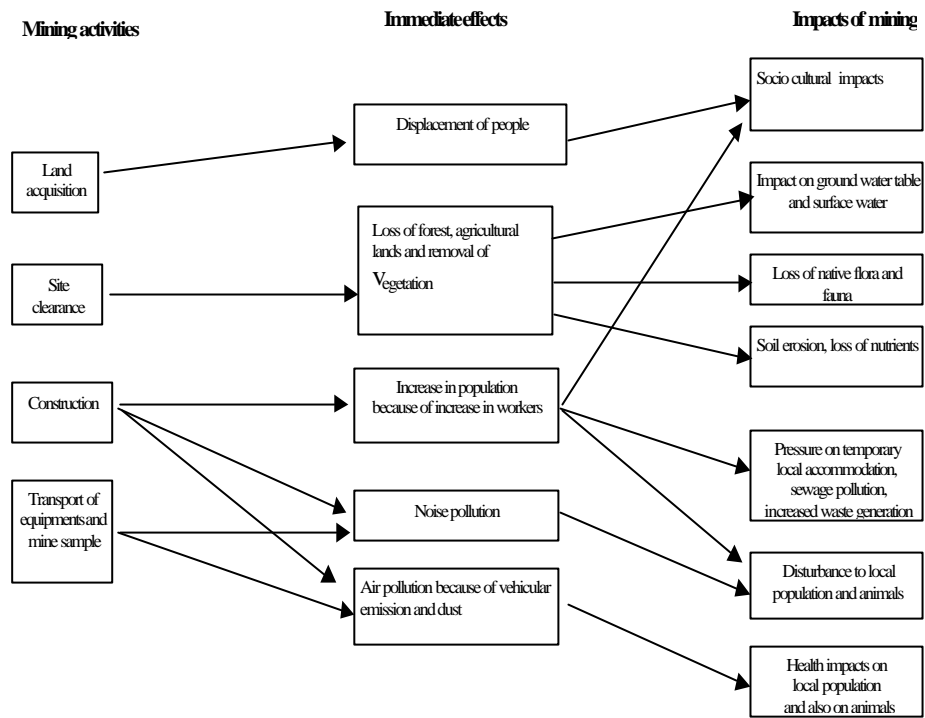 Mining activities
Immediate effects
Impacts of mining
Land
acquisition
Site
clearance
Construction
Transport of
equipments and
mine sample
Displacement of people
Loss of forest, agricultural
lands and removal of
Vegetation
Increase in population
because of increase in workers
Noise pollution
Air pollution because of vehicular
emission and dust
Socio cultural impacts
Impact on ground water table
and surface water
Loss of native flora and
fauna
Soil erosion, loss of nutrients
Pressure on temporary
local accommodation,
sewage pollution,
increased waste generation
Disturbance to local
population and animals
Health impacts on
local population
and also on animals